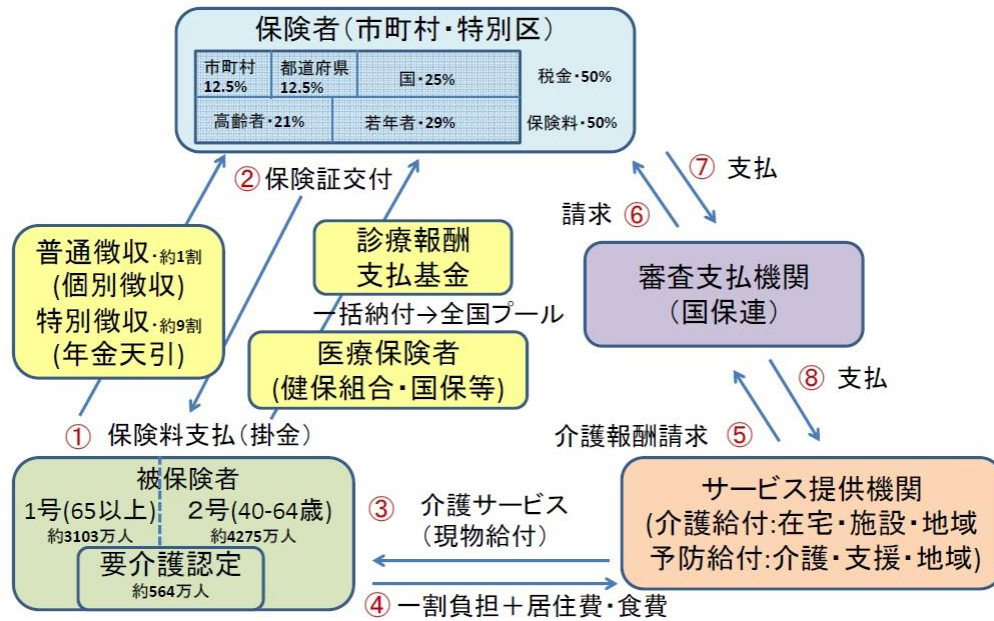 保険者(市町村・特別区)
市町村
12.5%
都道府県
12.5%
国・25%
税金・50%
高齢者・21%
若年者・29%
保険料・50%
② 保険証交付
⑦ 支払
請求 ⑥
普通徴収・約1割
(個別徴収)
特別徴収・約9割
(年金天引)
診療報酬
支払基金
一括納付→全国プール
医療保険者
(健保組合・国保等)
審査支払機関
(国保連)
⑧ 支払
① 保険料支払(掛金)
介護報酬請求 ⑤
被保険者
1号(65以上)
約3103万人
2号(40-64歳)
約4275万人
要介護認定
約564万人
③ 介護サービス
(現物給付)
④ 一割負担+居住費・食費
サービス提供機関
(介護給付:在宅・施設・地域
予防給付:介護・支援・地域)